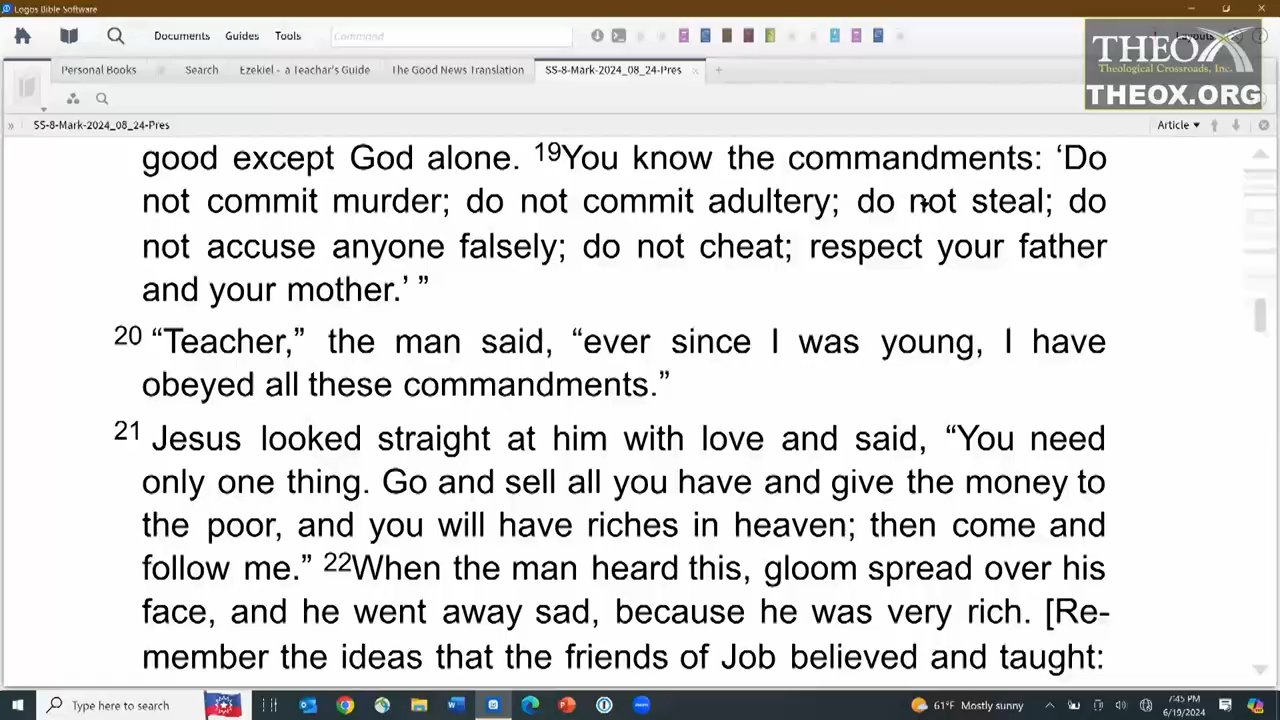 Logos Bible Software
Documents Guides Tools Command
THEOX
Theological Crossroads, Inc.
THEOX.ORG
Personal Books Search Ezekiel - a Teacher's Guide Translation SS-8-Mark-2024_08_24-Pres
SS-8-Mark-2024_08_24-Pres Article
good except God alone. 19You know the commandments: ‘Do
not commit murder; do not commit adultery; do not steal; do
not accuse anyone falsely; do not cheat; respect your father
and your mother.’ ”
20 “Teacher,” the man said, “ever since I was young, I have
obeyed all these commandments.”
21 Jesus looked straight at him with love and said, “You need
only one thing. Go and sell all you have and give the money to
the poor, and you will have riches in heaven; then come and
follow me.” 22When the man heard this, gloom spread over his
face, and he went away sad, because he was very rich. [Re-
member the ideas that the friends of Job believed and taught:
Type here to search 61°F Mostly sunny 7:45 PM
6/19/2024